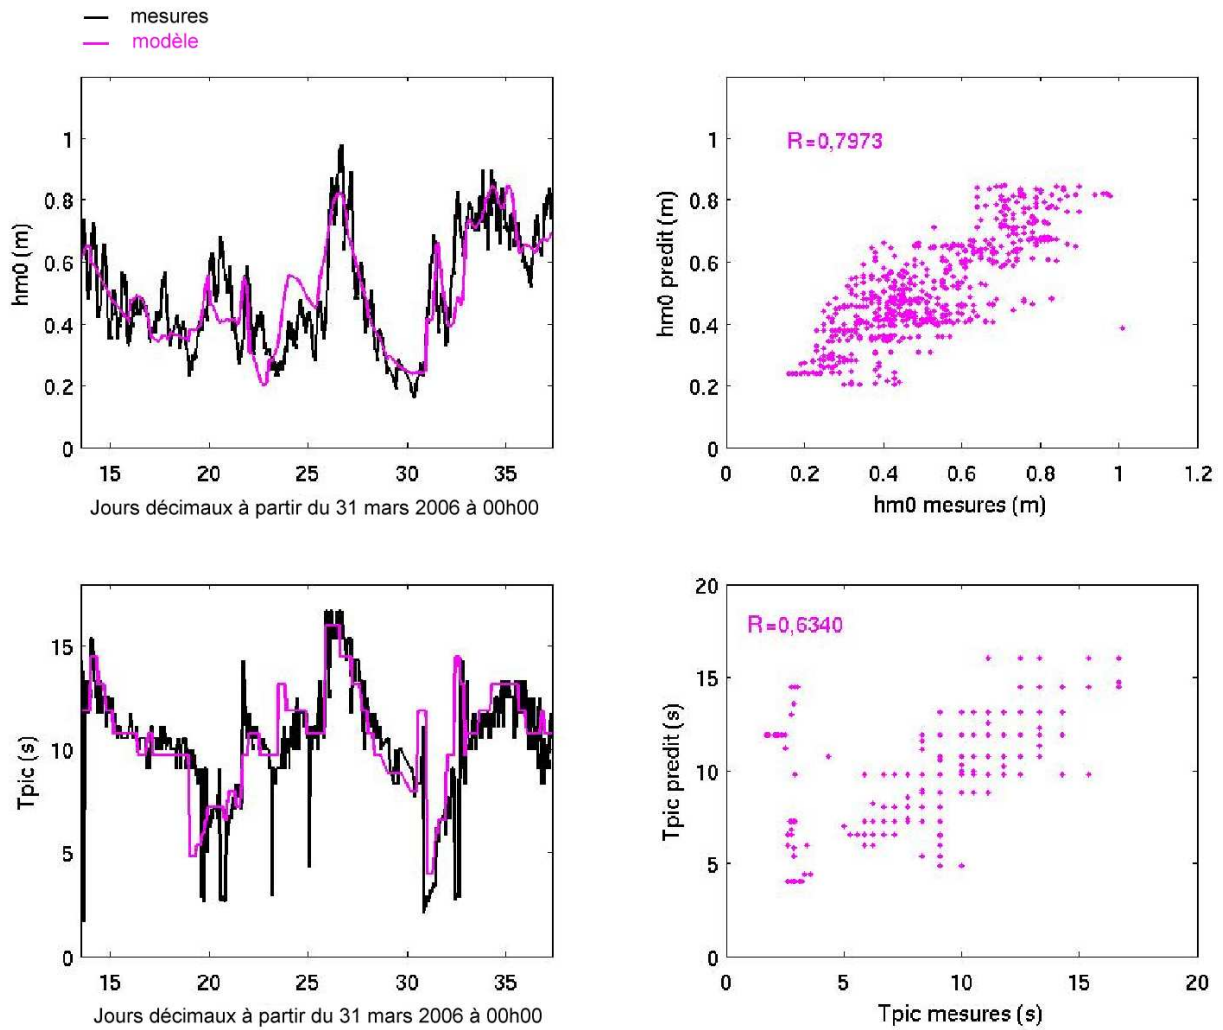 mesures
modèle
1
0.8
0.6
0.4
0.2
0
hm0 (m)
15 20 25 30 35
Jours décimaux à partir du 31 mars 2006 à 00h00
R=0,7973
1
0.8
0.6
0.4
0.2
0
hm0 predit (m)
0 0.2 0.4 0.6 0.8 1 1.2
hm0 mesures (m)
15
10
5
0
Tpic (s)
15 20 25 30 35
Jours décimaux à partir du 31 mars 2006 à 00h00
R=0,6340
20
15
10
5
0
Tpic predit (s)
0 5 10 15 20
Tpic mesures (s)